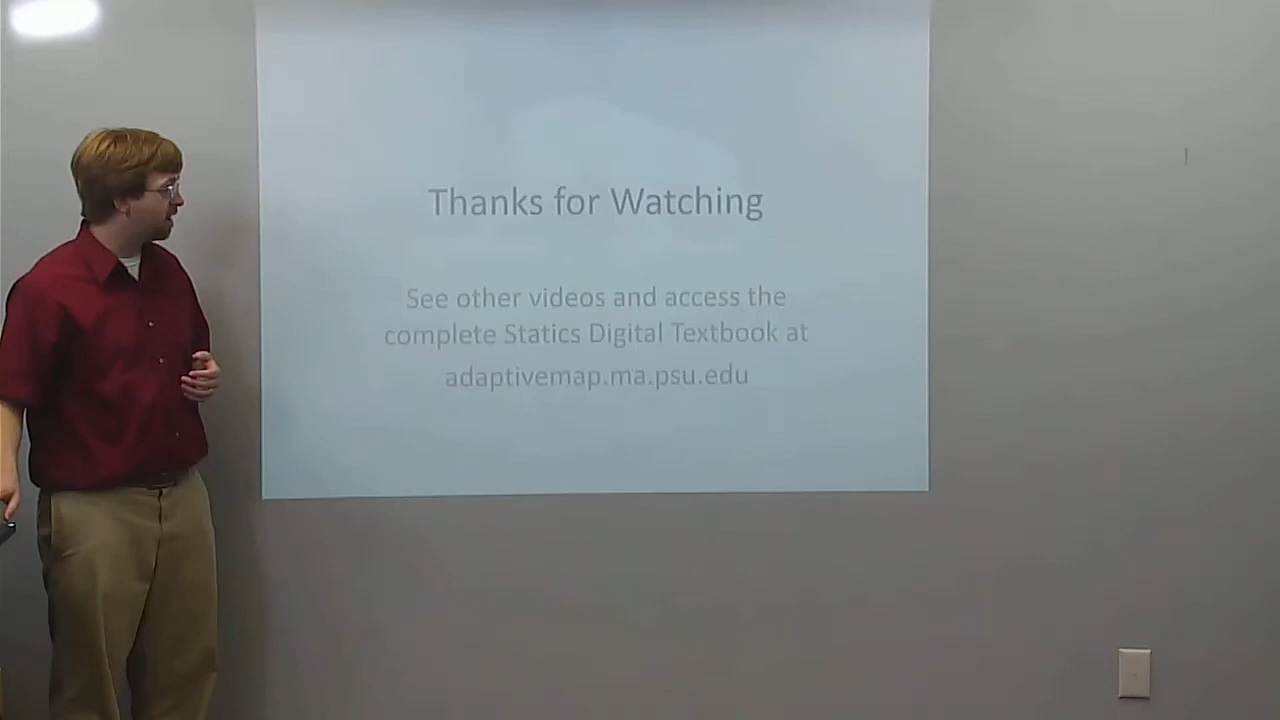 Thanks for Watching
See other videos and access the
complete Statics Digital Textbook at
adaptivemap.ma.psu.edu